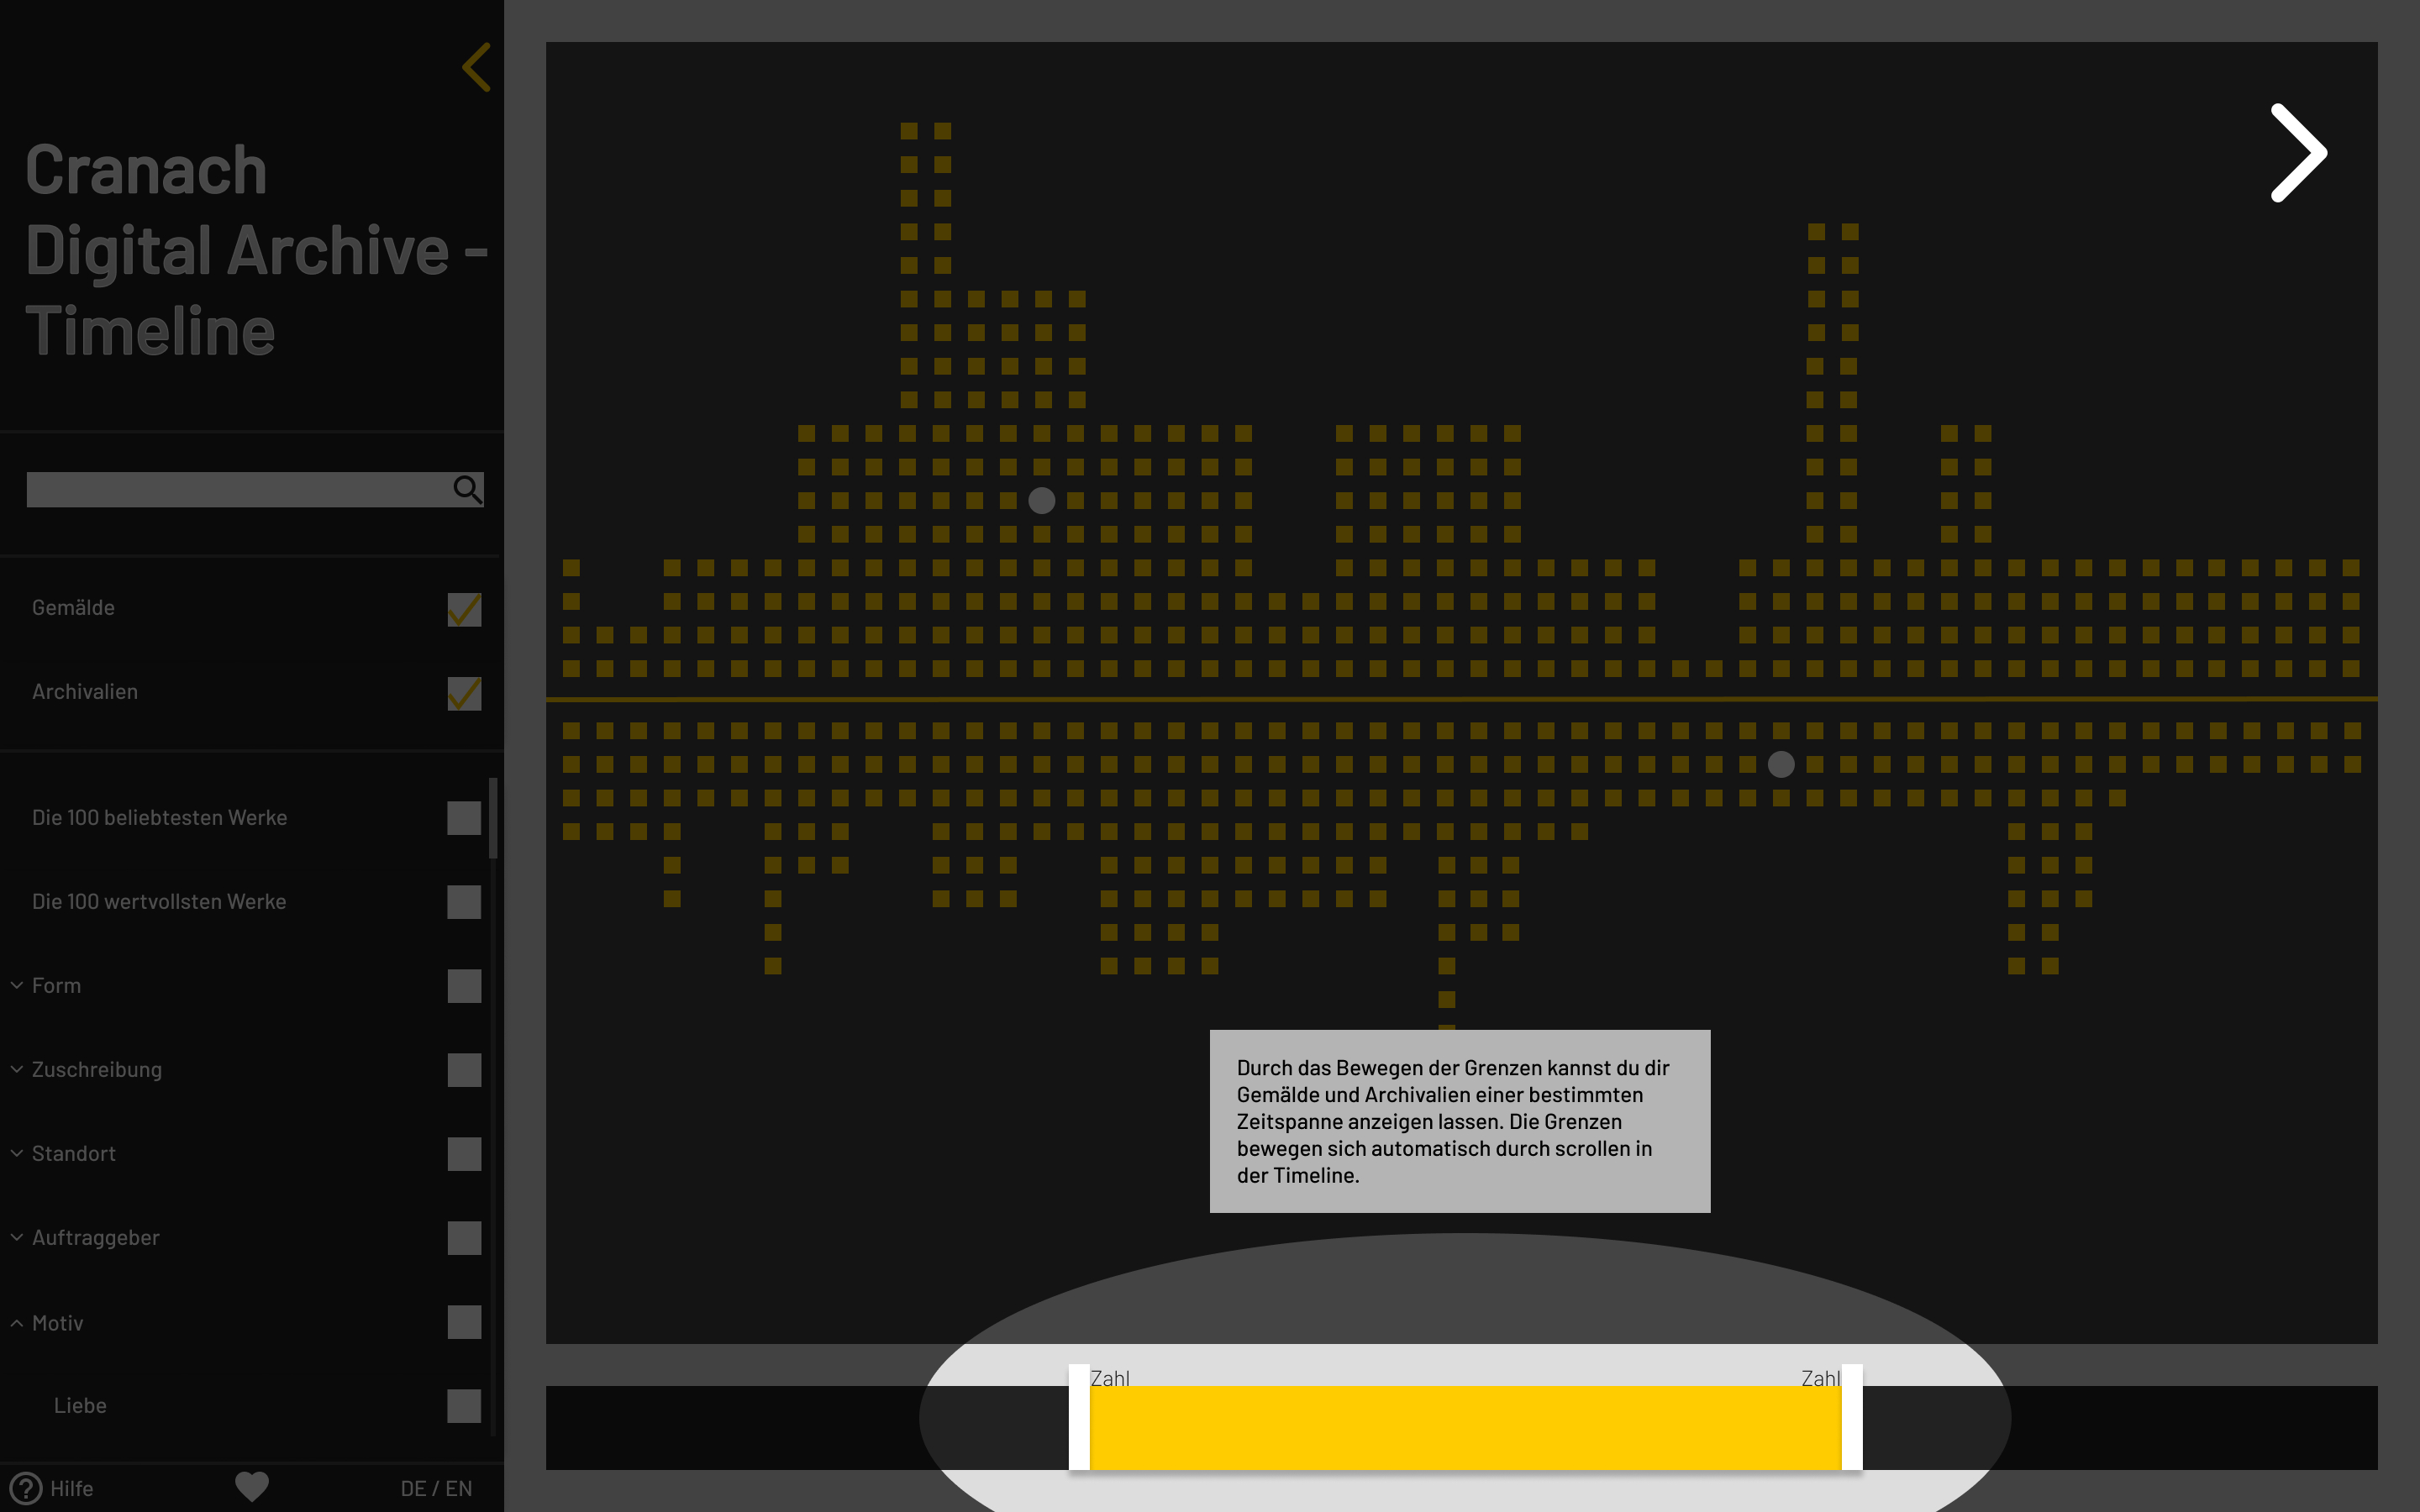 Cranach
Digital Archive -
Timeline
Gemälde
Archivalien
Die 100 beliebtesten Werke
Die 100 wertvollsten Werke
Form
Zuschreibung
Standort
Auftraggeber
Motiv
Liebe
? Hilfe
DE / EN
Durch das Bewegen der Grenzen kannst du dir
Gemälde und Archivalien einer bestimmten
Zeitspanne anzeigen lassen. Die Grenzen
bewegen sich automatisch durch scrollen in
der Timeline.
Zahl
Zahl